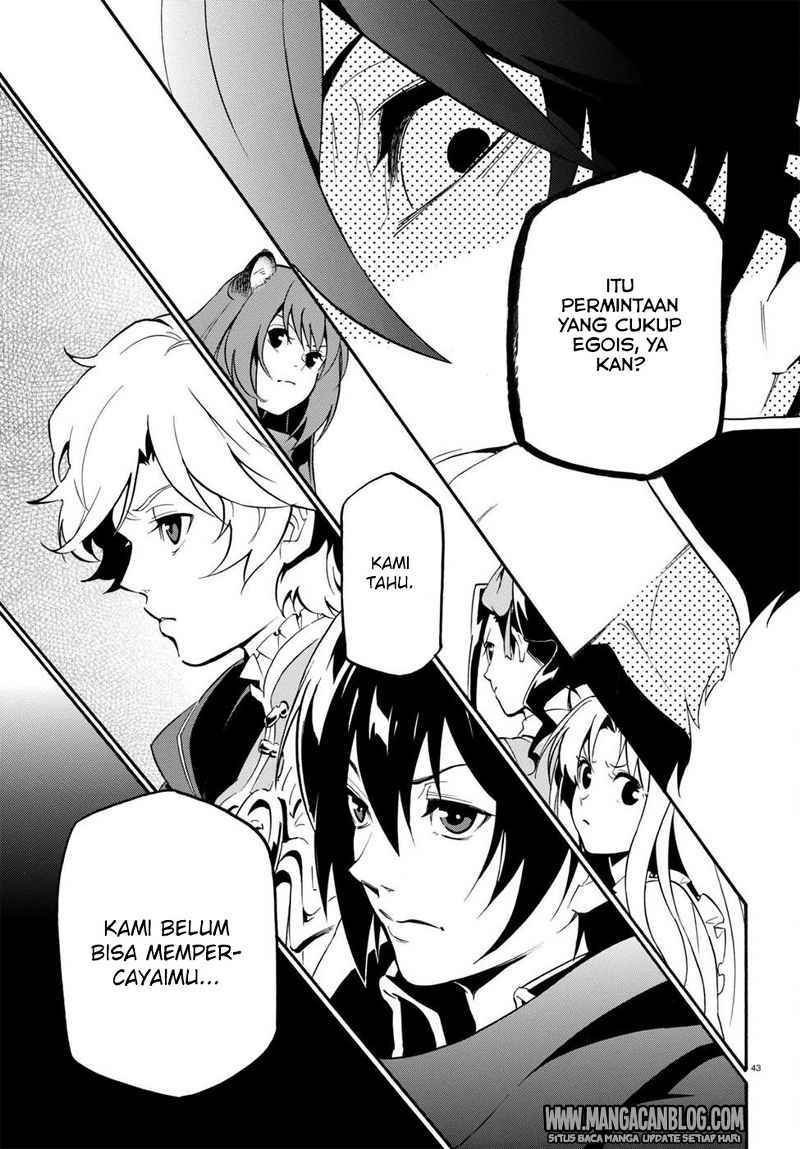 ITU
PERMINTAAN
YANG CUKUP
EGOIS, YA
KAN?
KAMI
TAHU.
KAMI BELUM
BISA MEMPER-
CAYAIMU...
43
WWW.MANGACANBLOG.COM
SITUS BACA MANGA UPDATE SETIAP HARI